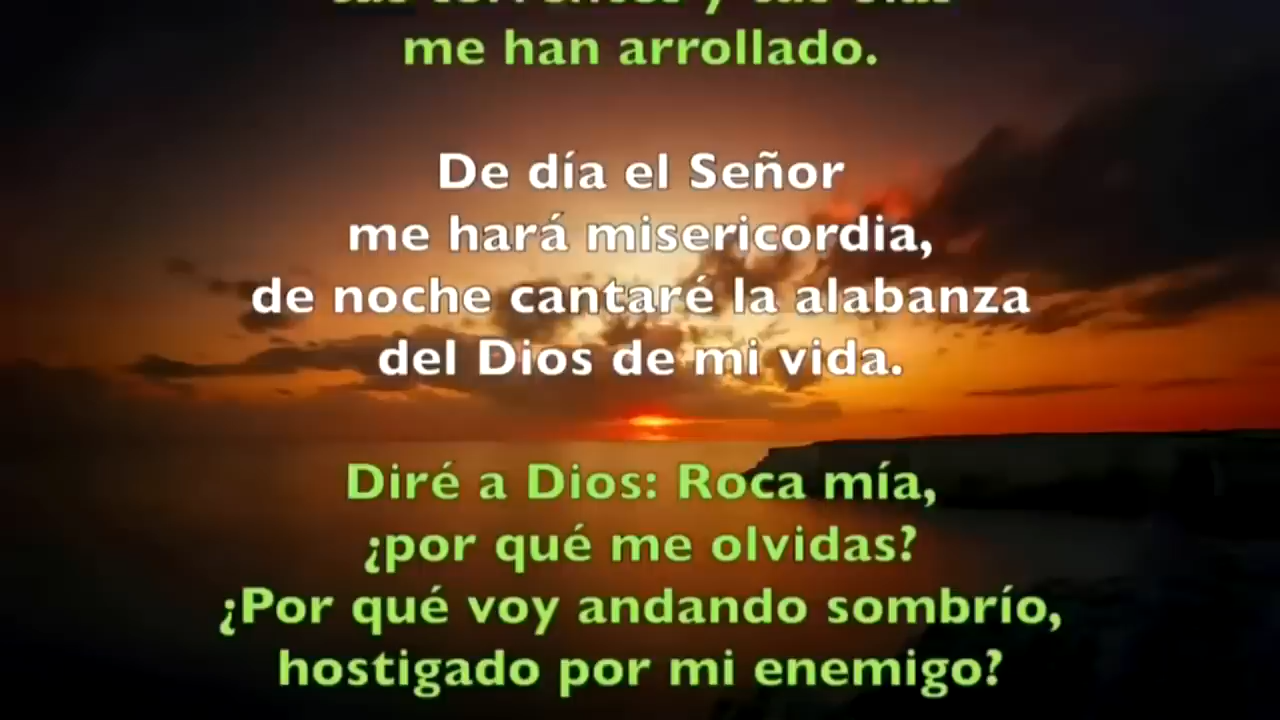 me han arrollado.
De día el Señor
me hará misericordia,
de noche cantaré la alabanza
del Dios de mi vida.
Diré a Dios: Roca mía,
¿por qué me olvidas?
¿Por qué voy andando sombrío,
hostigado por mi enemigo?